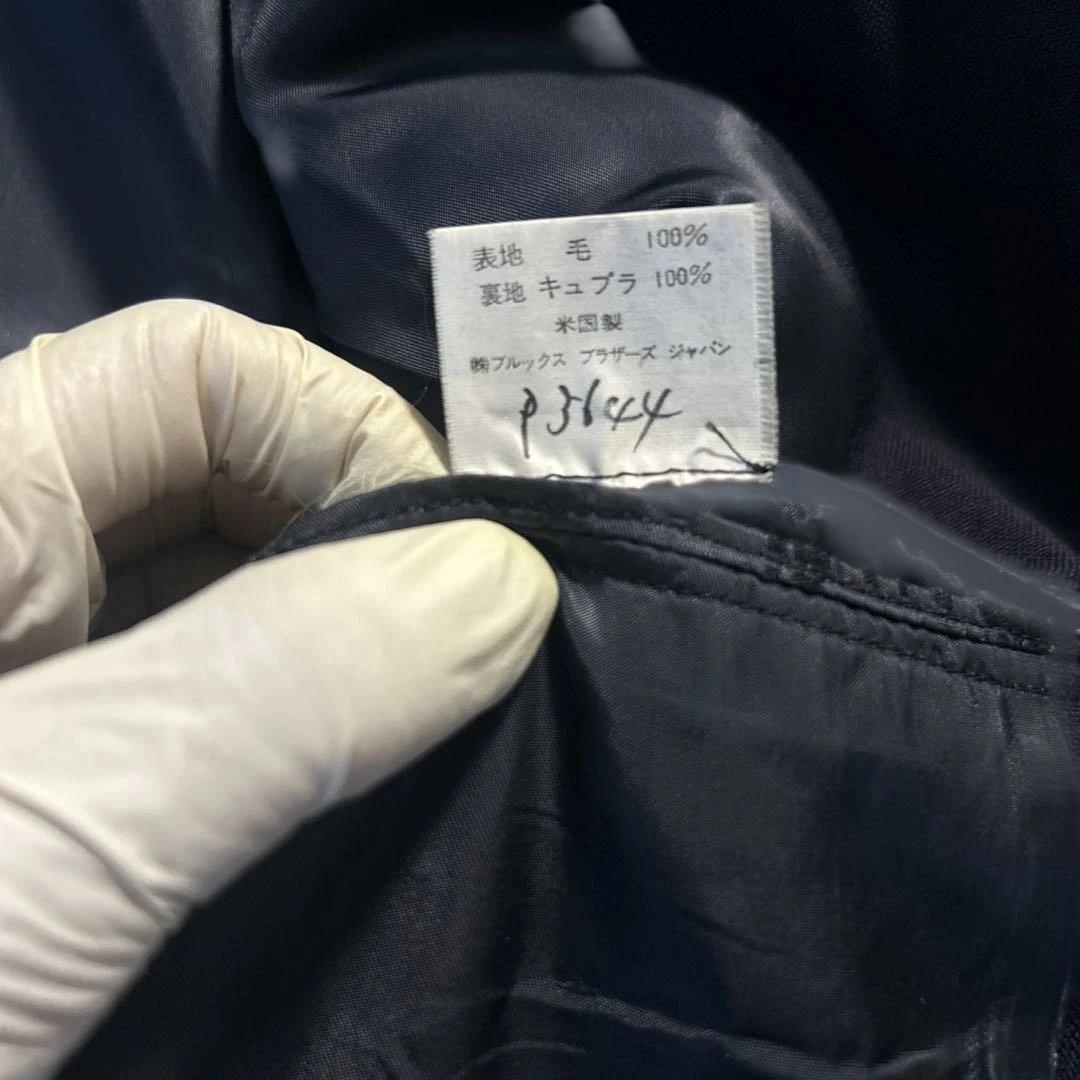 表地 毛 100%
裏地 キュプラ 100%
米国製
㈱ブルックス ブラザーズ ジャパン
P3644